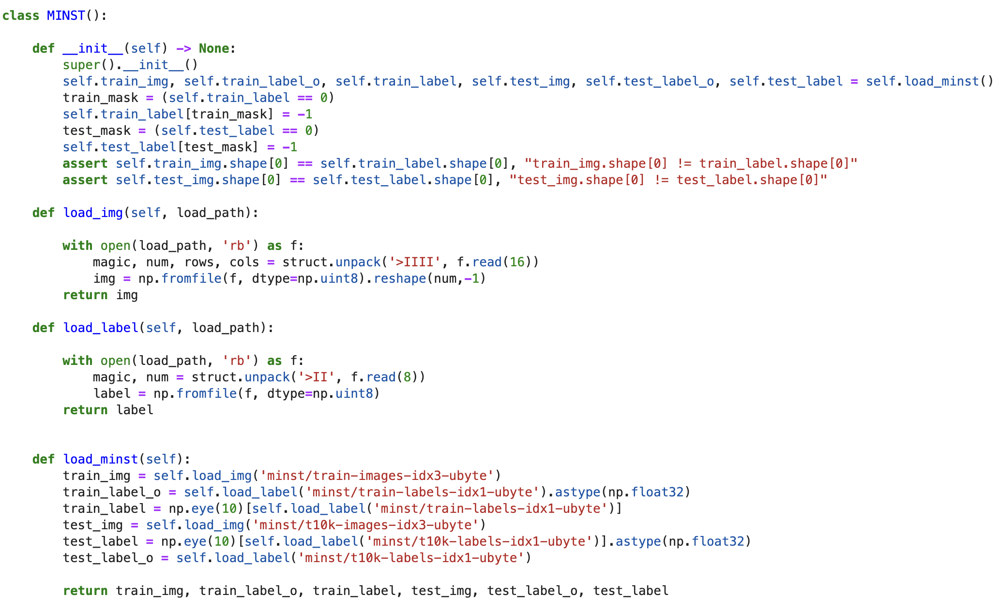 class MINST():
def __init__(self) -> None:
super().__init__()
self.train_img, self.train_label_o, self.train_label, self.test_img, self.test_label_o, self.test_label = self.load_minst()
train_mask = (self.train_label == 0)
self.train_label[train_mask] = -1
test_mask = (self.test_label == 0)
self.test_label[test_mask] = -1
assert self.train_img.shape[0] == self.train_label.shape[0], "train_img.shape[0] != train_label.shape[0]"
assert self.test_img.shape[0] == self.test_label.shape[0], "test_img.shape[0] != test_label.shape[0]"
def load_img(self, load_path):
with open(load_path, 'rb') as f:
magic, num, rows, cols = struct.unpack('>IIII', f.read(16))
img = np.fromfile(f, dtype=np.uint8).reshape(num,-1)
return img
def load_label(self, load_path):
with open(load_path, 'rb') as f:
magic, num = struct.unpack('>II', f.read(8))
label = np.fromfile(f, dtype=np.uint8)
return label
def load_minst(self):
train_img = self.load_img('minst/train-images-idx3-ubyte')
train_label_o = self.load_label('minst/train-labels-idx1-ubyte').astype(np.float32)
train_label = np.eye(10)[self.load_label('minst/train-labels-idx1-ubyte')]
test_img = self.load_img('minst/t10k-images-idx3-ubyte')
test_label = np.eye(10)[self.load_label('minst/t10k-labels-idx1-ubyte')].astype(np.float32)
test_label_o = self.load_label('minst/t10k-labels-idx1-ubyte')
return train_img, train_label_o, train_label, test_img, test_label_o, test_label